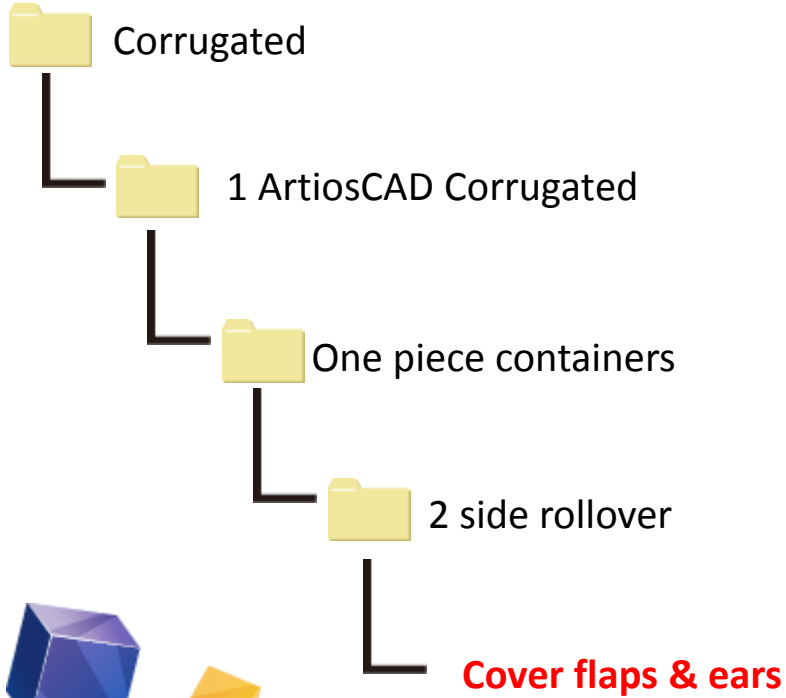 Corrugated
1 ArtiosCAD Corrugated
One piece containers
2 side rollover
Cover flaps & ears